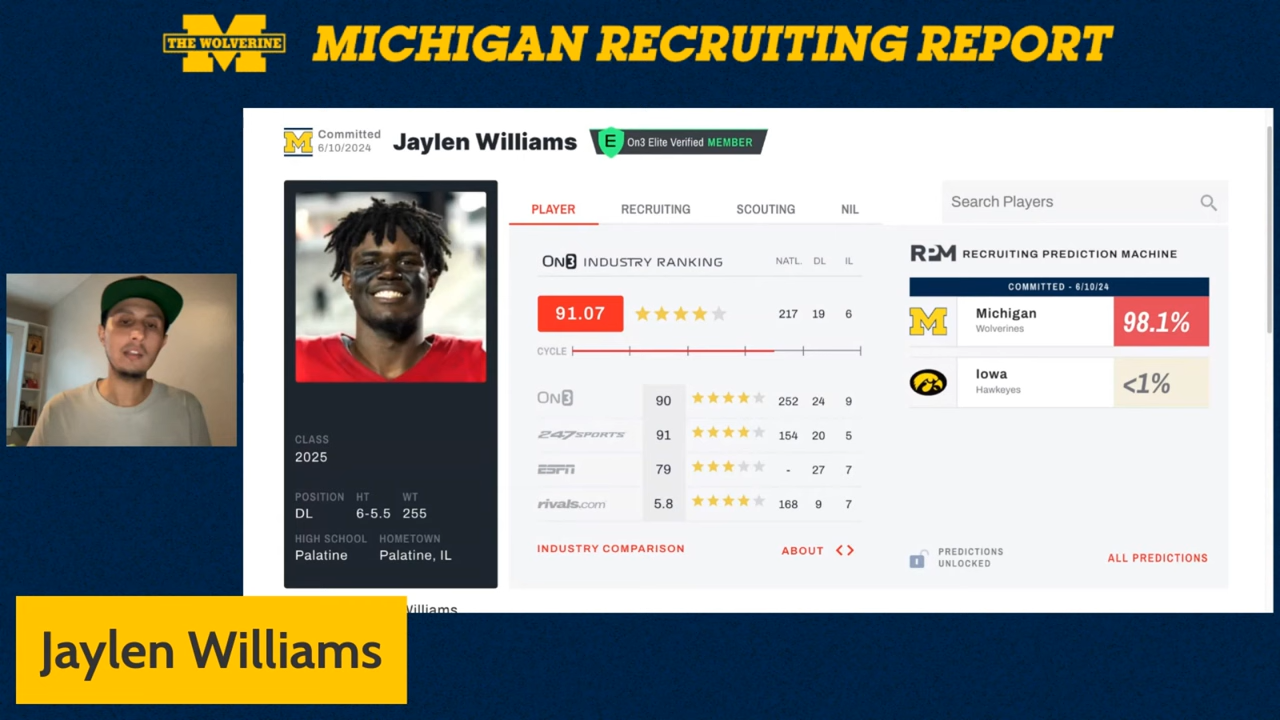 THE WOLVERINE
MICHIGAN RECRUITING REPORT
Committed
6/10/2024
Jaylen Williams
E On3 Elite Verified MEMBER
PLAYER RECRUITING SCOUTING NIL
Search Players
ON3 INDUSTRY RANKING NATL. DL IL
91.07 217 19 6
CYCLE
ON3 90 252 24 9
247SPORTS 91 154 20 5
ESPN 79 - 27 7
rivals.com 5.8 168 9 7
INDUSTRY COMPARISON ABOUT
CLASS
2025
POSITION HT WT
DL 6-5.5 255
HIGH SCHOOL HOMETOWN
Palatine Palatine, IL
RPM RECRUITING PREDICTION MACHINE
COMMITTED - 6/10/24
Michigan
Wolverines
98.1%
Iowa
Hawkeyes
<1%
PREDICTIONS
UNLOCKED
ALL PREDICTIONS
Williams
Jaylen Williams